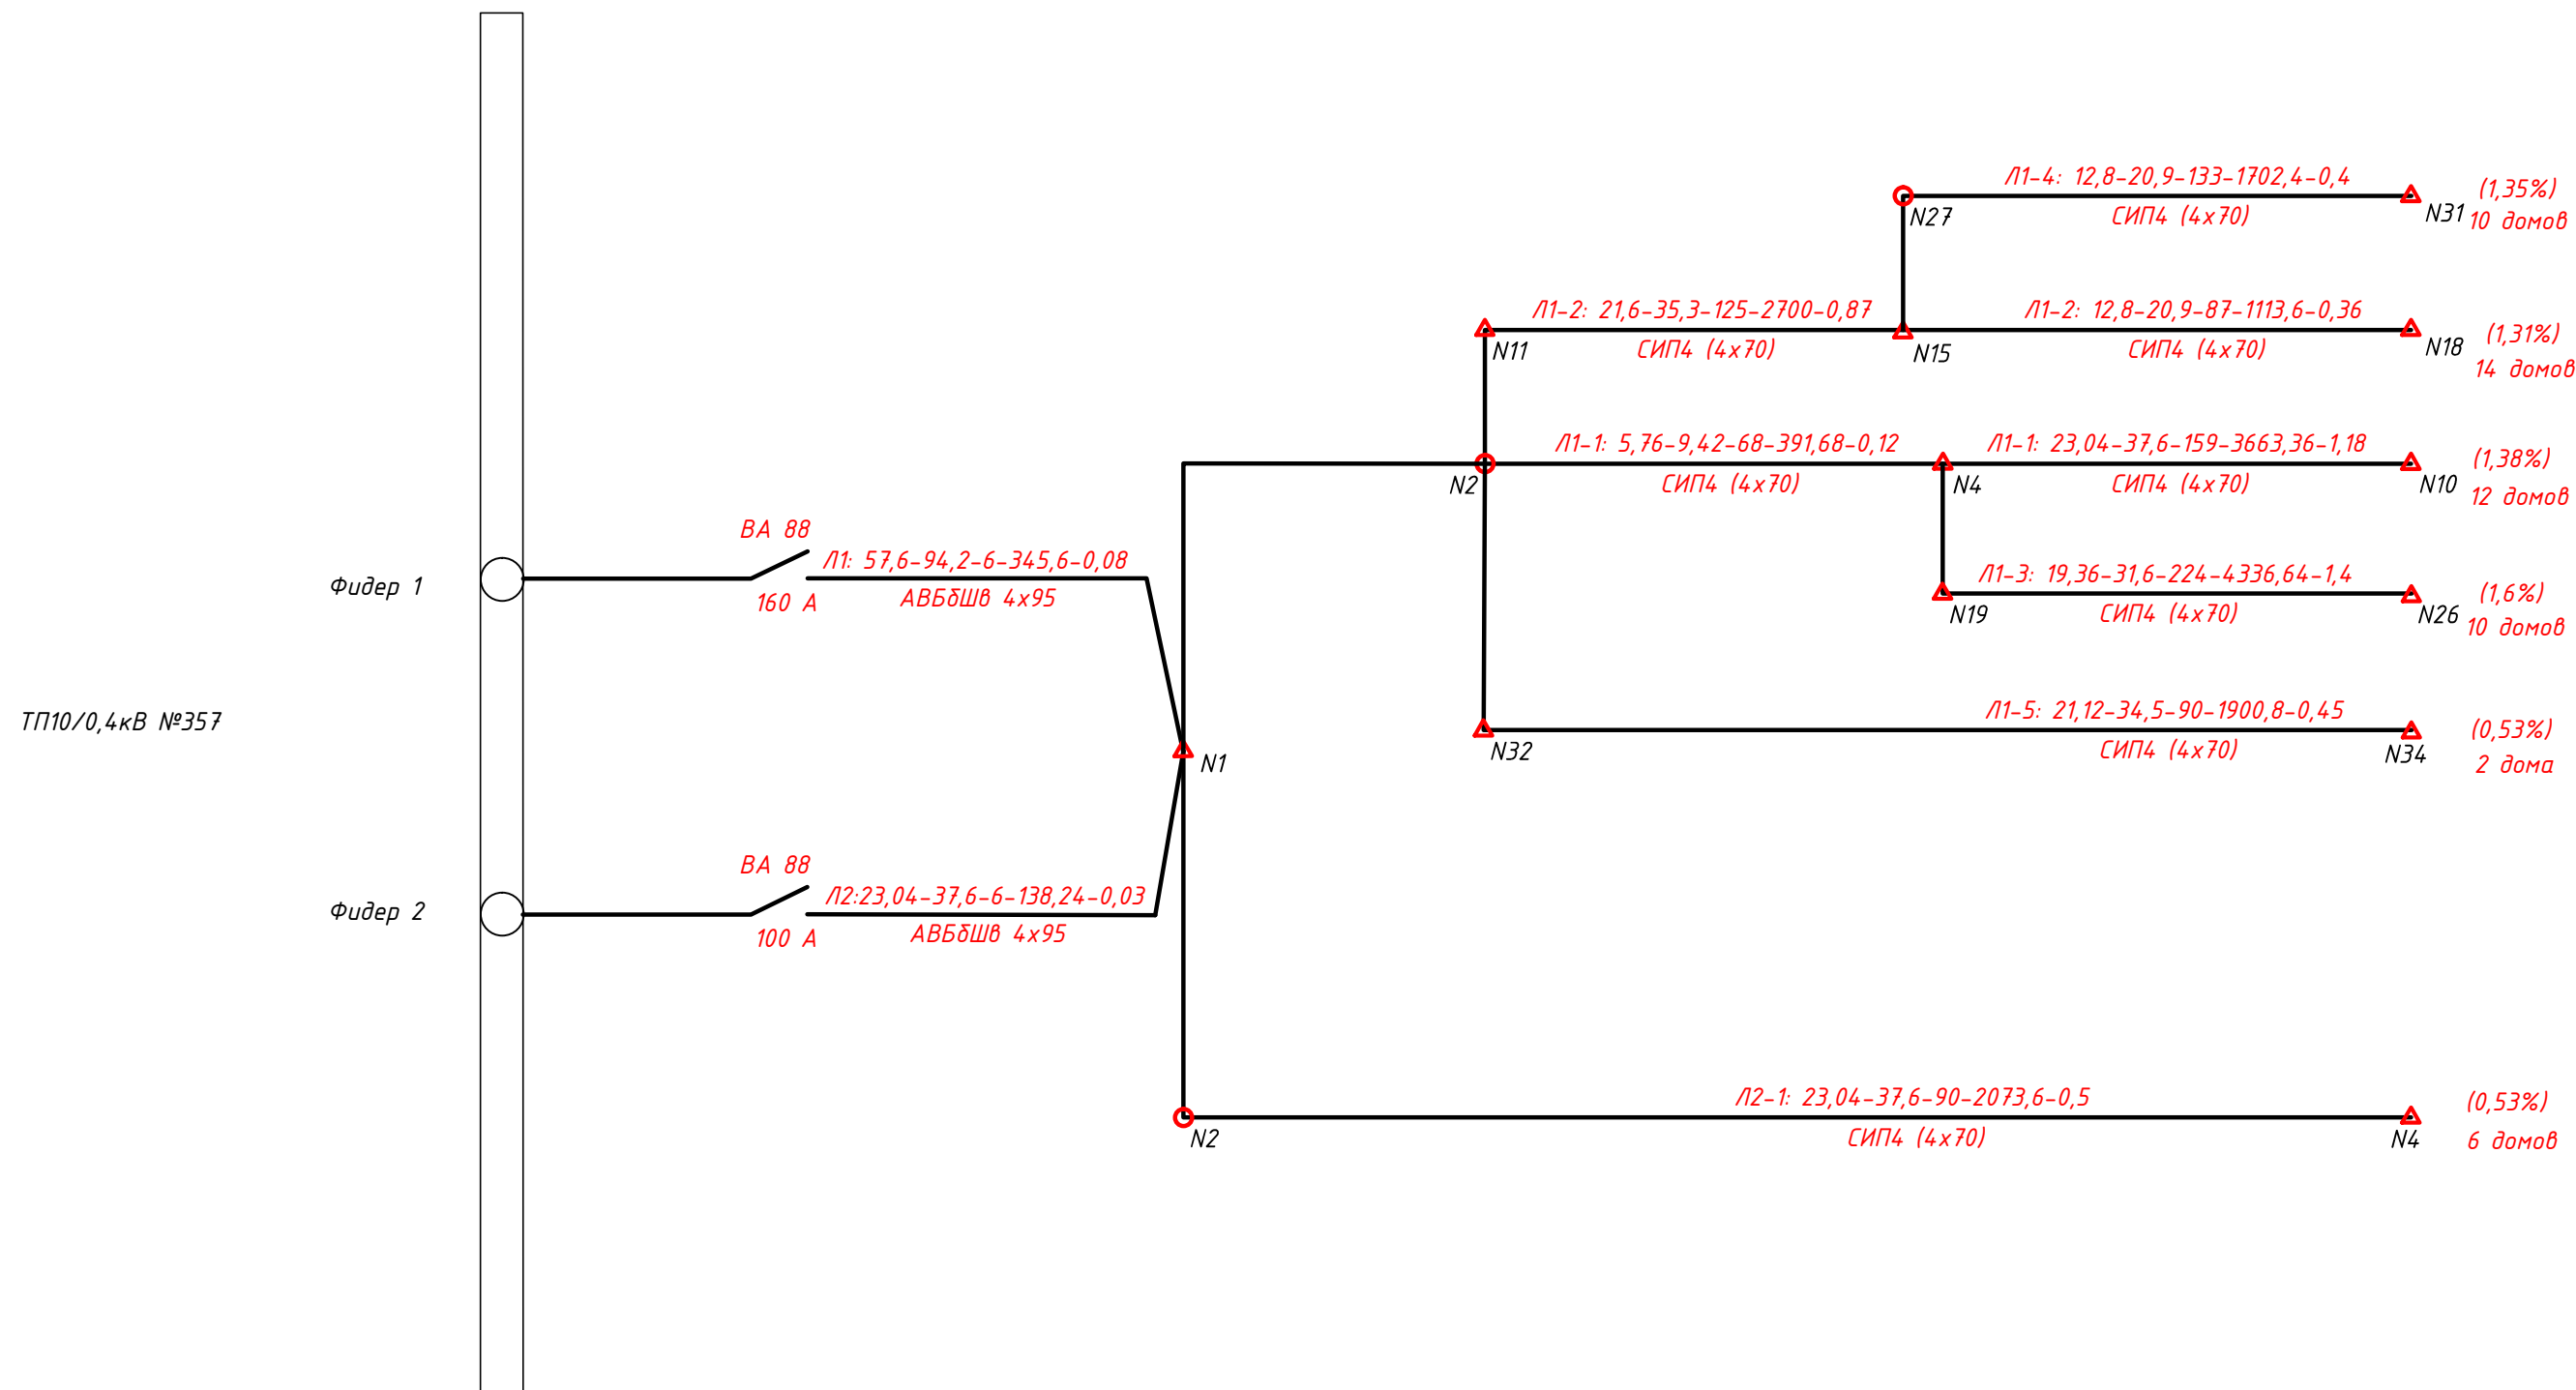 Л1-4: 12,8-20,9-133-1702,4-0,4
СИП4 (4х70)
N27
N31
(1,35%)
10 домов
Л1-2: 21,6-35,3-125-2700-0,87
СИП4 (4х70)
N11
N15
Л1-2: 12,8-20,9-87-1113,6-0,36
СИП4 (4х70)
N18
(1,31%)
14 домов
Л1-1: 5,76-9,42-68-391,68-0,12
СИП4 (4х70)
N2
N4
Л1-1: 23,04-37,6-159-3663,36-1,18
СИП4 (4х70)
N10
(1,38%)
12 домов
ВА 88
Фидер 1
160 А
Л1: 57,6-94,2-6-345,6-0,08
АВБбШв 4х95
Л1-3: 19,36-31,6-224-4336,64-1,4
СИП4 (4х70)
N19
N26
(1,6%)
10 домов
ТП10/0,4кВ №357
N1
Л1-5: 21,12-34,5-90-1900,8-0,45
СИП4 (4х70)
N32
N34
(0,53%)
2 дома
ВА 88
Фидер 2
100 А
Л2:23,04-37,6-6-138,24-0,03
АВБбШв 4х95
Л2-1: 23,04-37,6-90-2073,6-0,5
СИП4 (4х70)
N2
N4
(0,53%)
6 домов